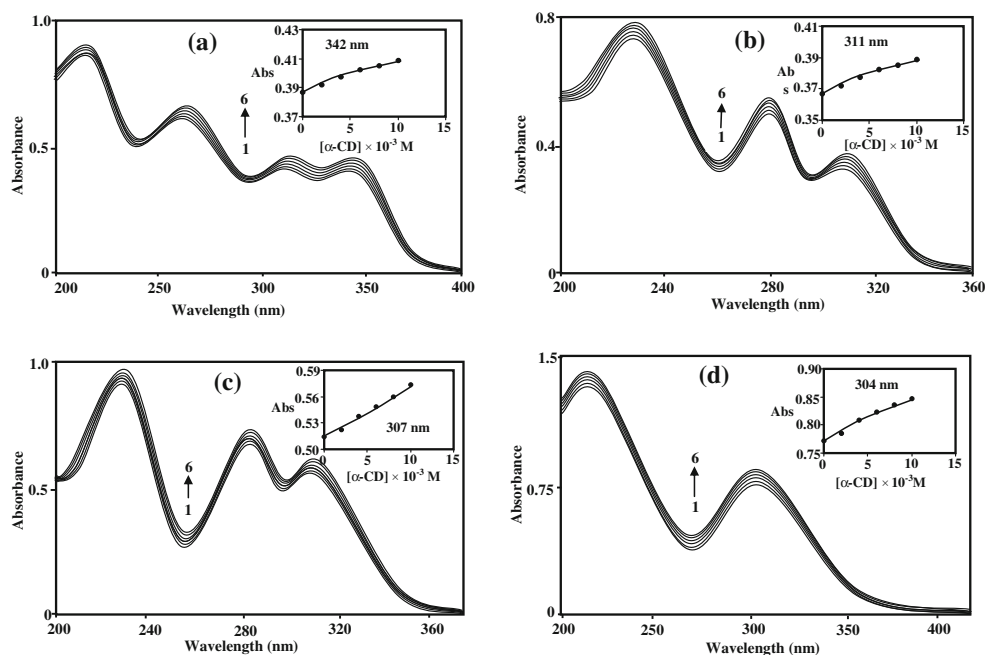 (a)
1.0
0.5
0
Absorbance
200 250 300 350 400
Wavelength (nm)
6
1
342 nm
Abs
0.43
0.41
0.39
0.37
0 5 10 15
[α-CD] × 10⁻³ M
(b)
0.8
0.4
0
Absorbance
200 240 280 320 360
Wavelength (nm)
6
1
311 nm
Ab
s
0.41
0.39
0.37
0.35
0 5 10 15
[α-CD] × 10⁻³ M
(c)
1.0
0.5
0
Absorbance
200 240 280 320 360
Wavelength (nm)
6
1
307 nm
Abs
0.59
0.56
0.53
0.50
0 5 10 15
[α-CD] × 10⁻³ M
(d)
1.5
0.75
0
Absorbance
200 250 300 350 400
Wavelength (nm)
6
1
304 nm
Abs
0.90
0.85
0.80
0.75
0 5 10 15
[α-CD] × 10⁻³M